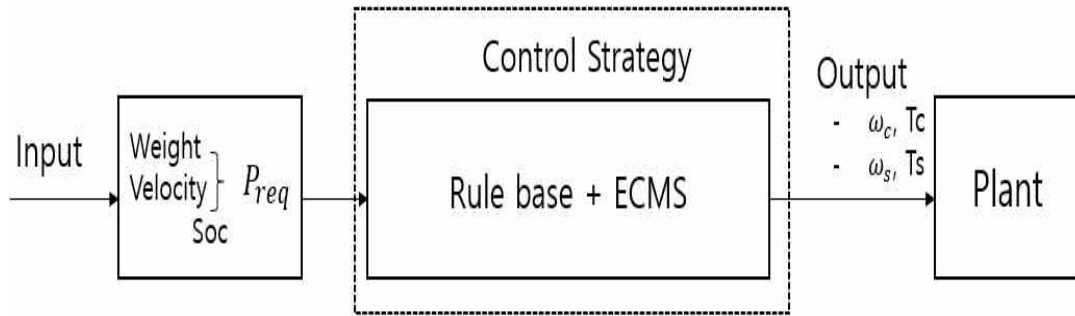 Input
Weight
Velocity
P_req
Soc
Control Strategy
Rule base + ECMS
Output
- ω_c, Tc
- ω_s, Ts
Plant